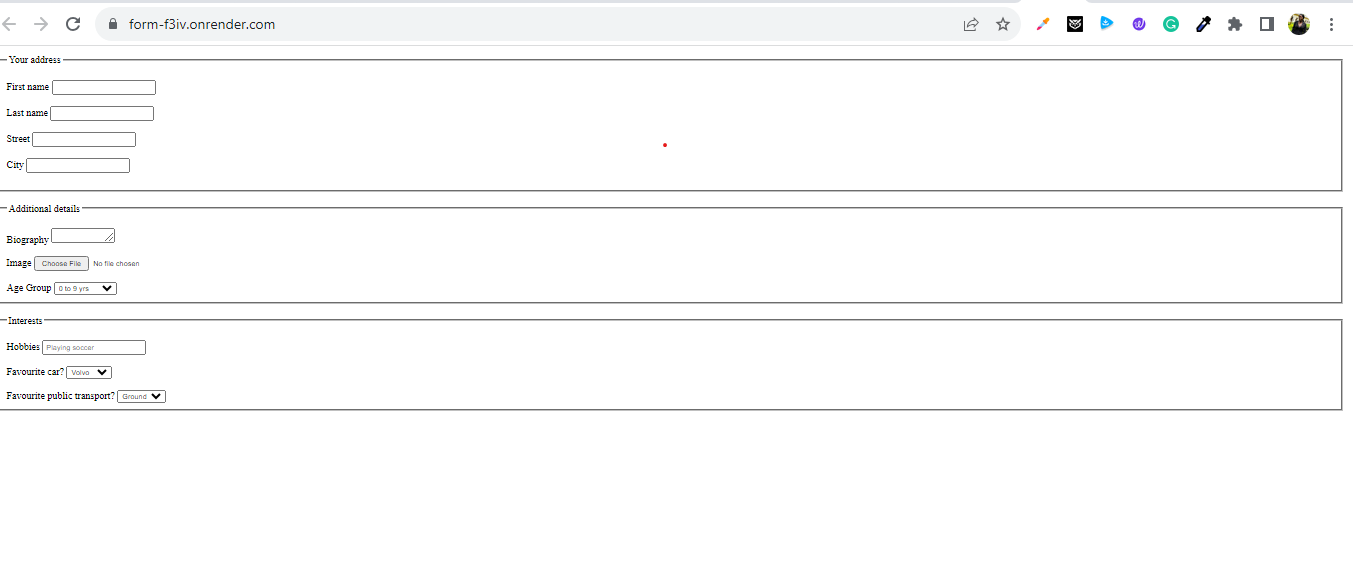 form-f3iv.onrender.com
Your address
First name
Last name
Street
City
Additional details
Biography
Image Choose File No file chosen
Age Group 0 to 9 yrs
Interests
Hobbies Playing soccer
Favourite car? Volvo
Favourite public transport? Ground